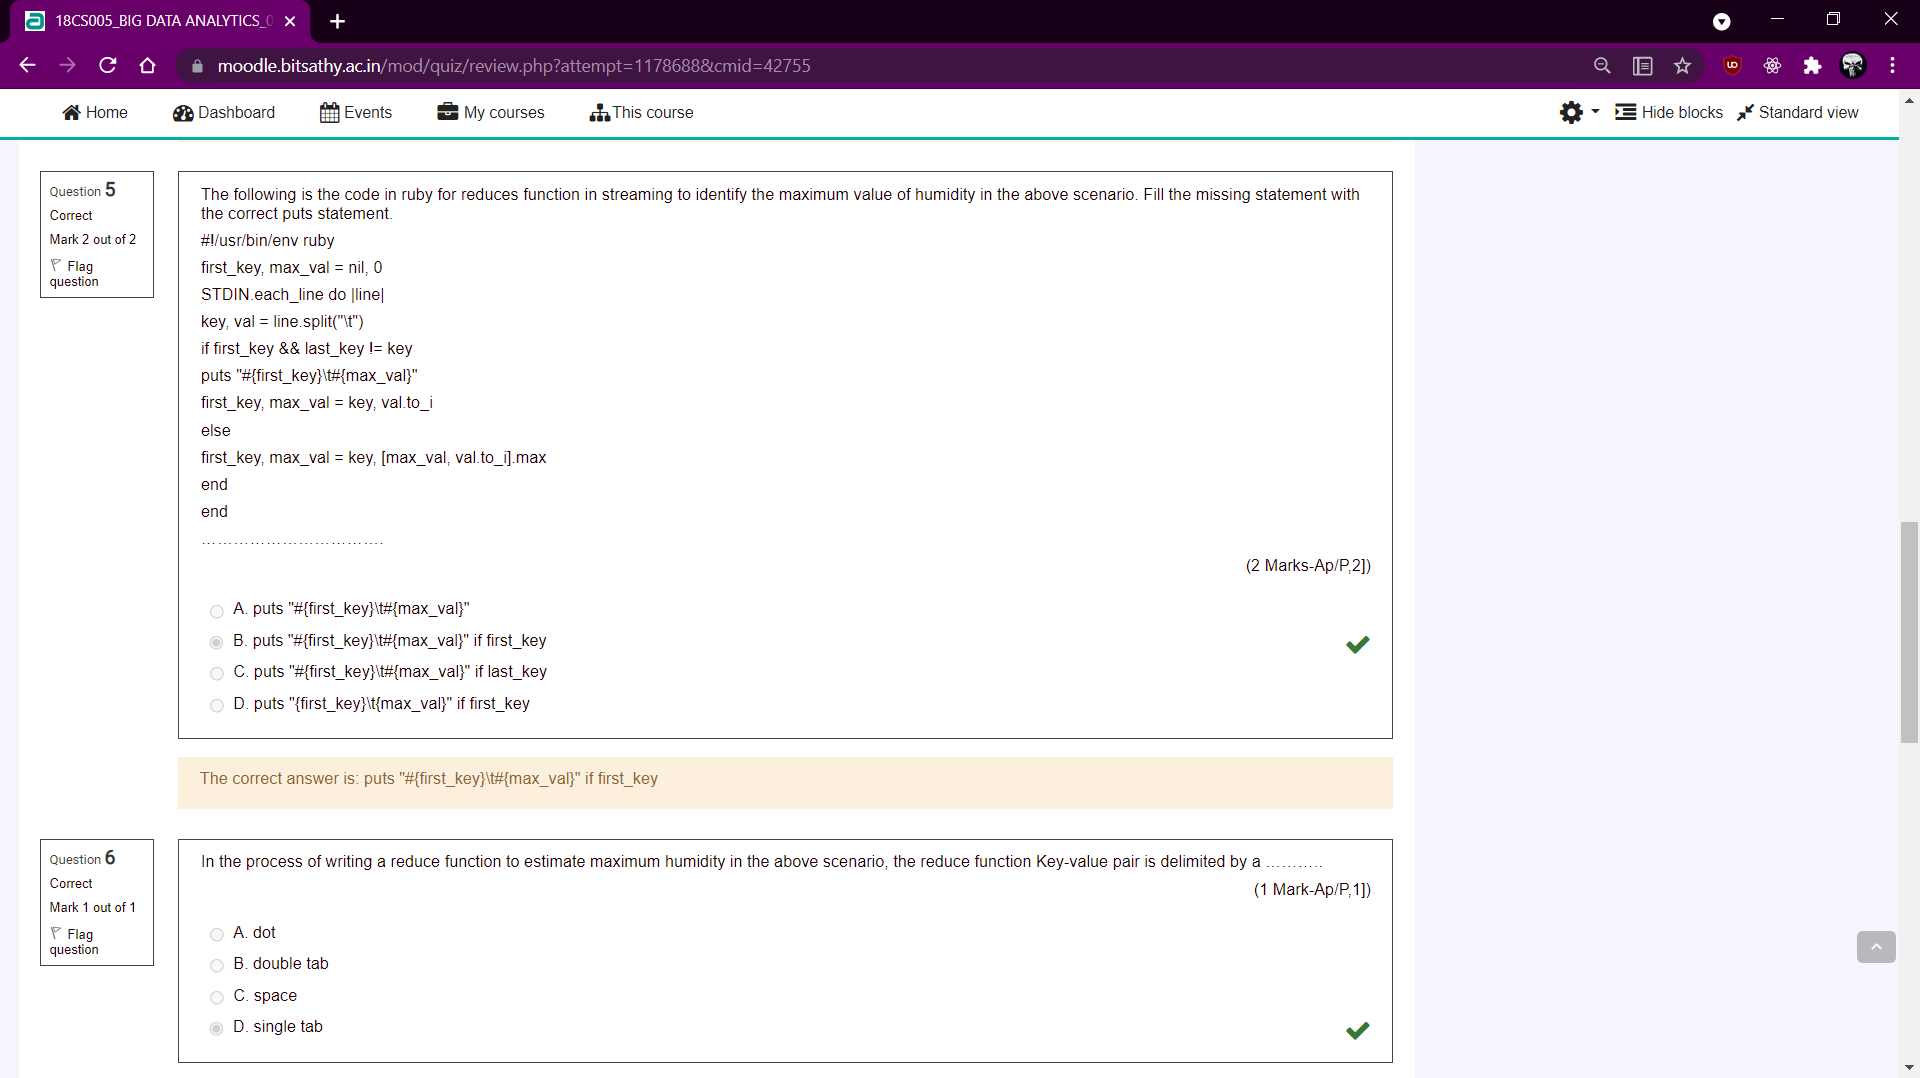 18CS005_BIG DATA ANALYTICS_0
moodle.bitsathy.ac.in/mod/quiz/review.php?attempt=1178688&cmid=42755
Home Dashboard Events My courses This course Hide blocks Standard view
Question 5
Correct
Mark 2 out of 2
Flag
question
The following is the code in ruby for reduces function in streaming to identify the maximum value of humidity in the above scenario. Fill the missing statement with
the correct puts statement.
#!/usr/bin/env ruby
first_key, max_val = nil, 0
STDIN.each_line do |line|
key, val = line.split("\t")
if first_key && last_key != key
puts "#{first_key}\t#{max_val}"
first_key, max_val = key, val.to_i
else
first_key, max_val = key, [max_val, val.to_i].max
end
end
…………………………….
(2 Marks-Ap/P,2])
A. puts "#{first_key}\t#{max_val}"
B. puts "#{first_key}\t#{max_val}" if first_key
C. puts "#{first_key}\t#{max_val}" if last_key
D. puts "{first_key}\t{max_val}" if first_key
The correct answer is: puts "#{first_key}\t#{max_val}" if first_key
Question 6
Correct
Mark 1 out of 1
Flag
question
In the process of writing a reduce function to estimate maximum humidity in the above scenario, the reduce function Key-value pair is delimited by a ………..
(1 Mark-Ap/P,1])
A. dot
B. double tab
C. space
D. single tab